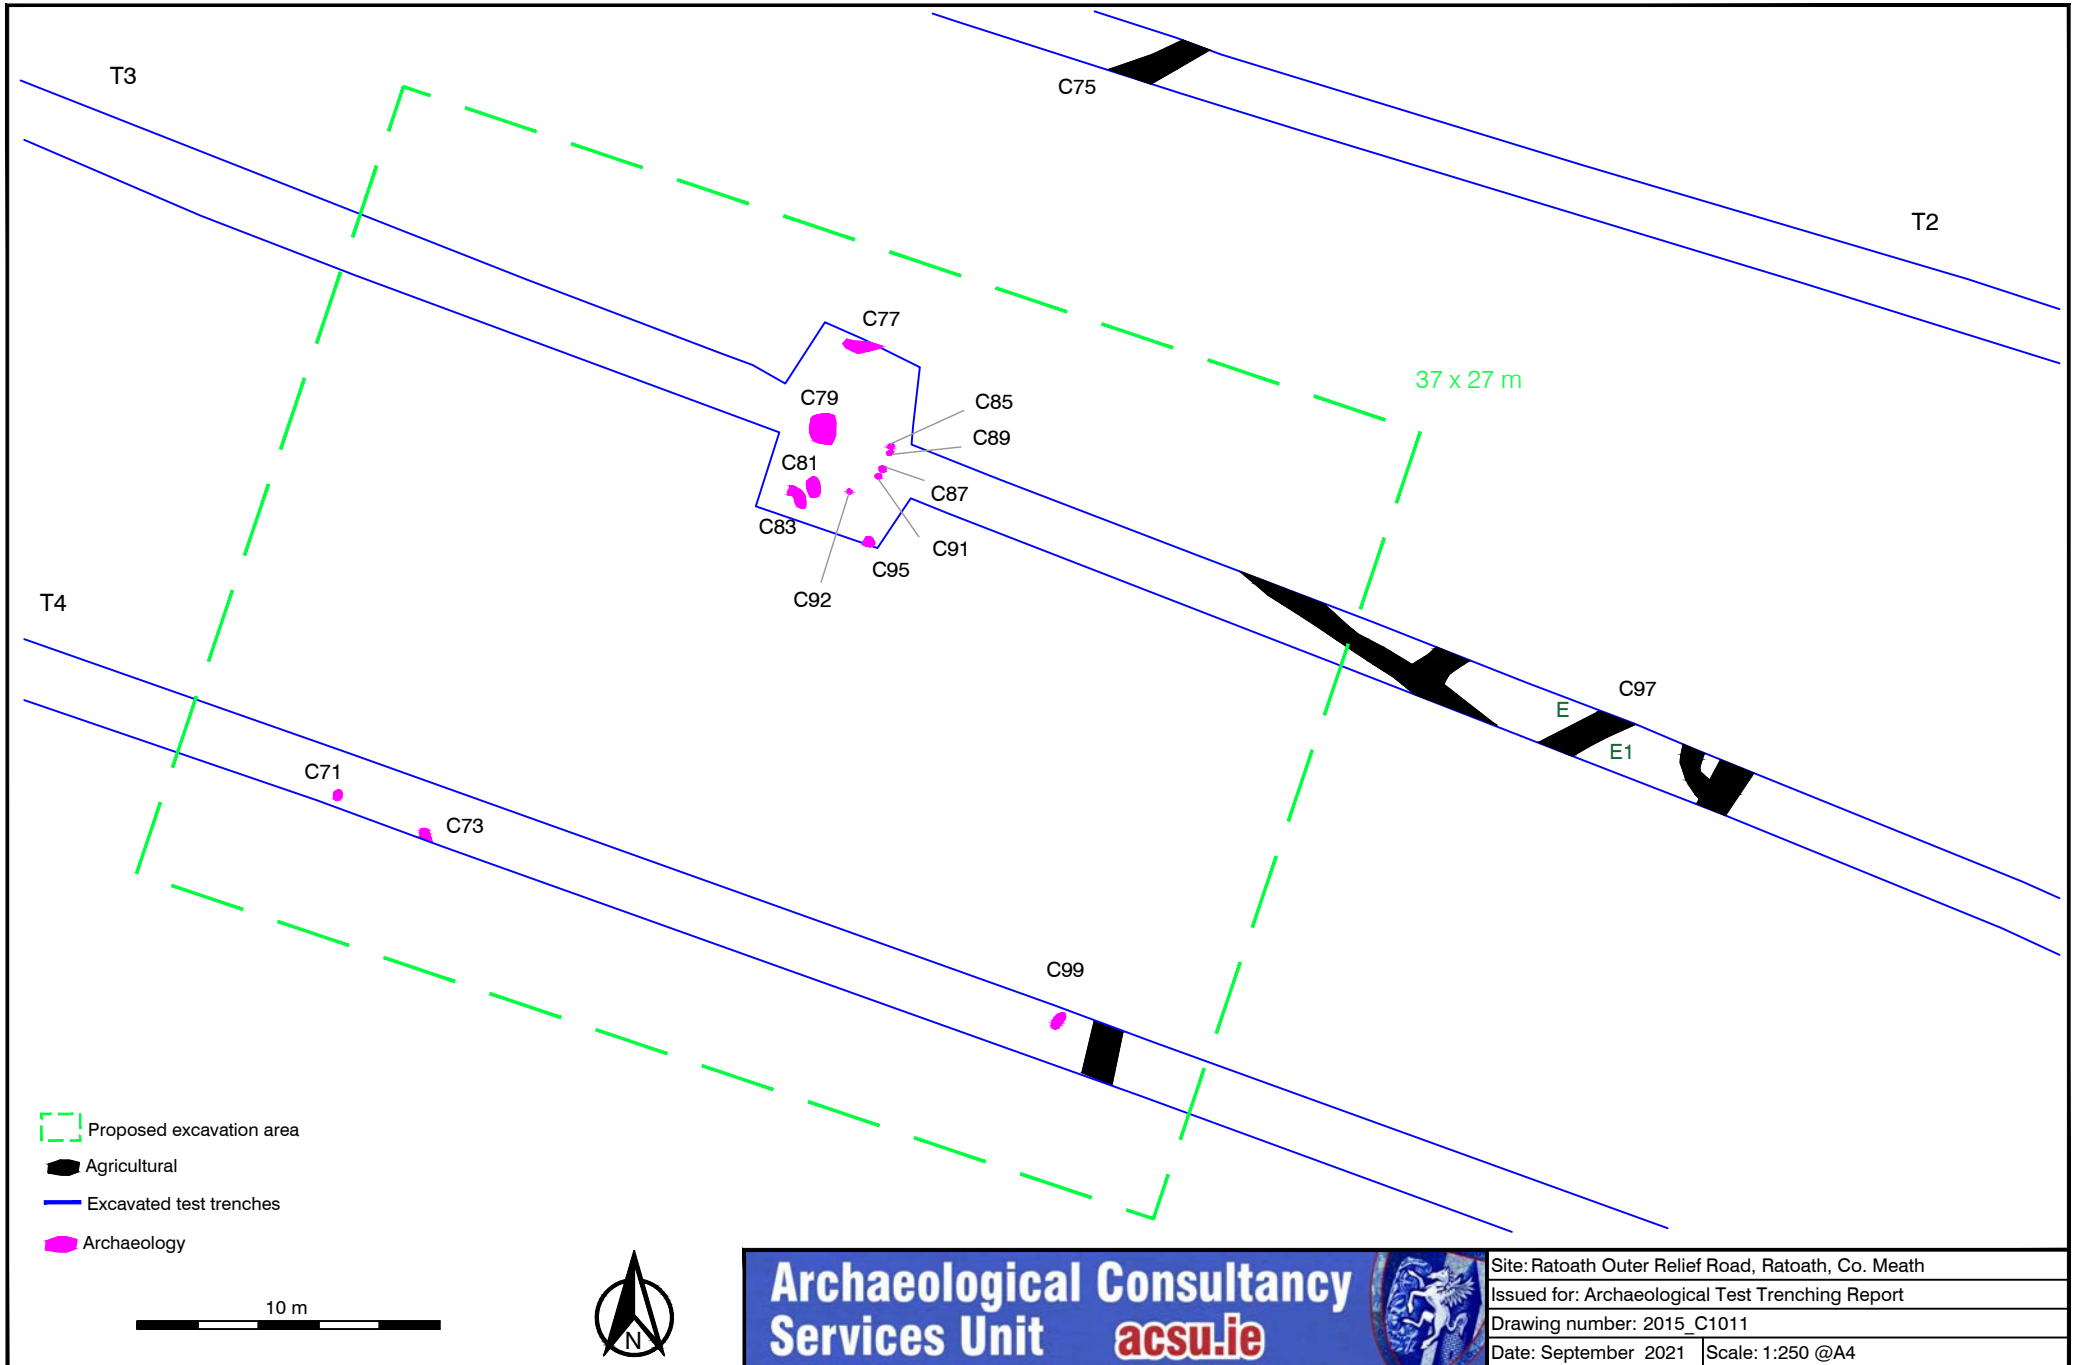 T3
C75
T2
C77
37 x 27 m
C79
C85
C89
C81
C87
C83
C91
C95
C92
T4
C97
E
E1
C71
C73
C99
Proposed excavation area
Agricultural
Excavated test trenches
Archaeology
10 m
N
Archaeological Consultancy
Services Unit acsu.ie
Site: Ratoath Outer Relief Road, Ratoath, Co. Meath
Issued for: Archaeological Test Trenching Report
Drawing number: 2015_C1011
Date: September 2021 Scale: 1:250 @A4